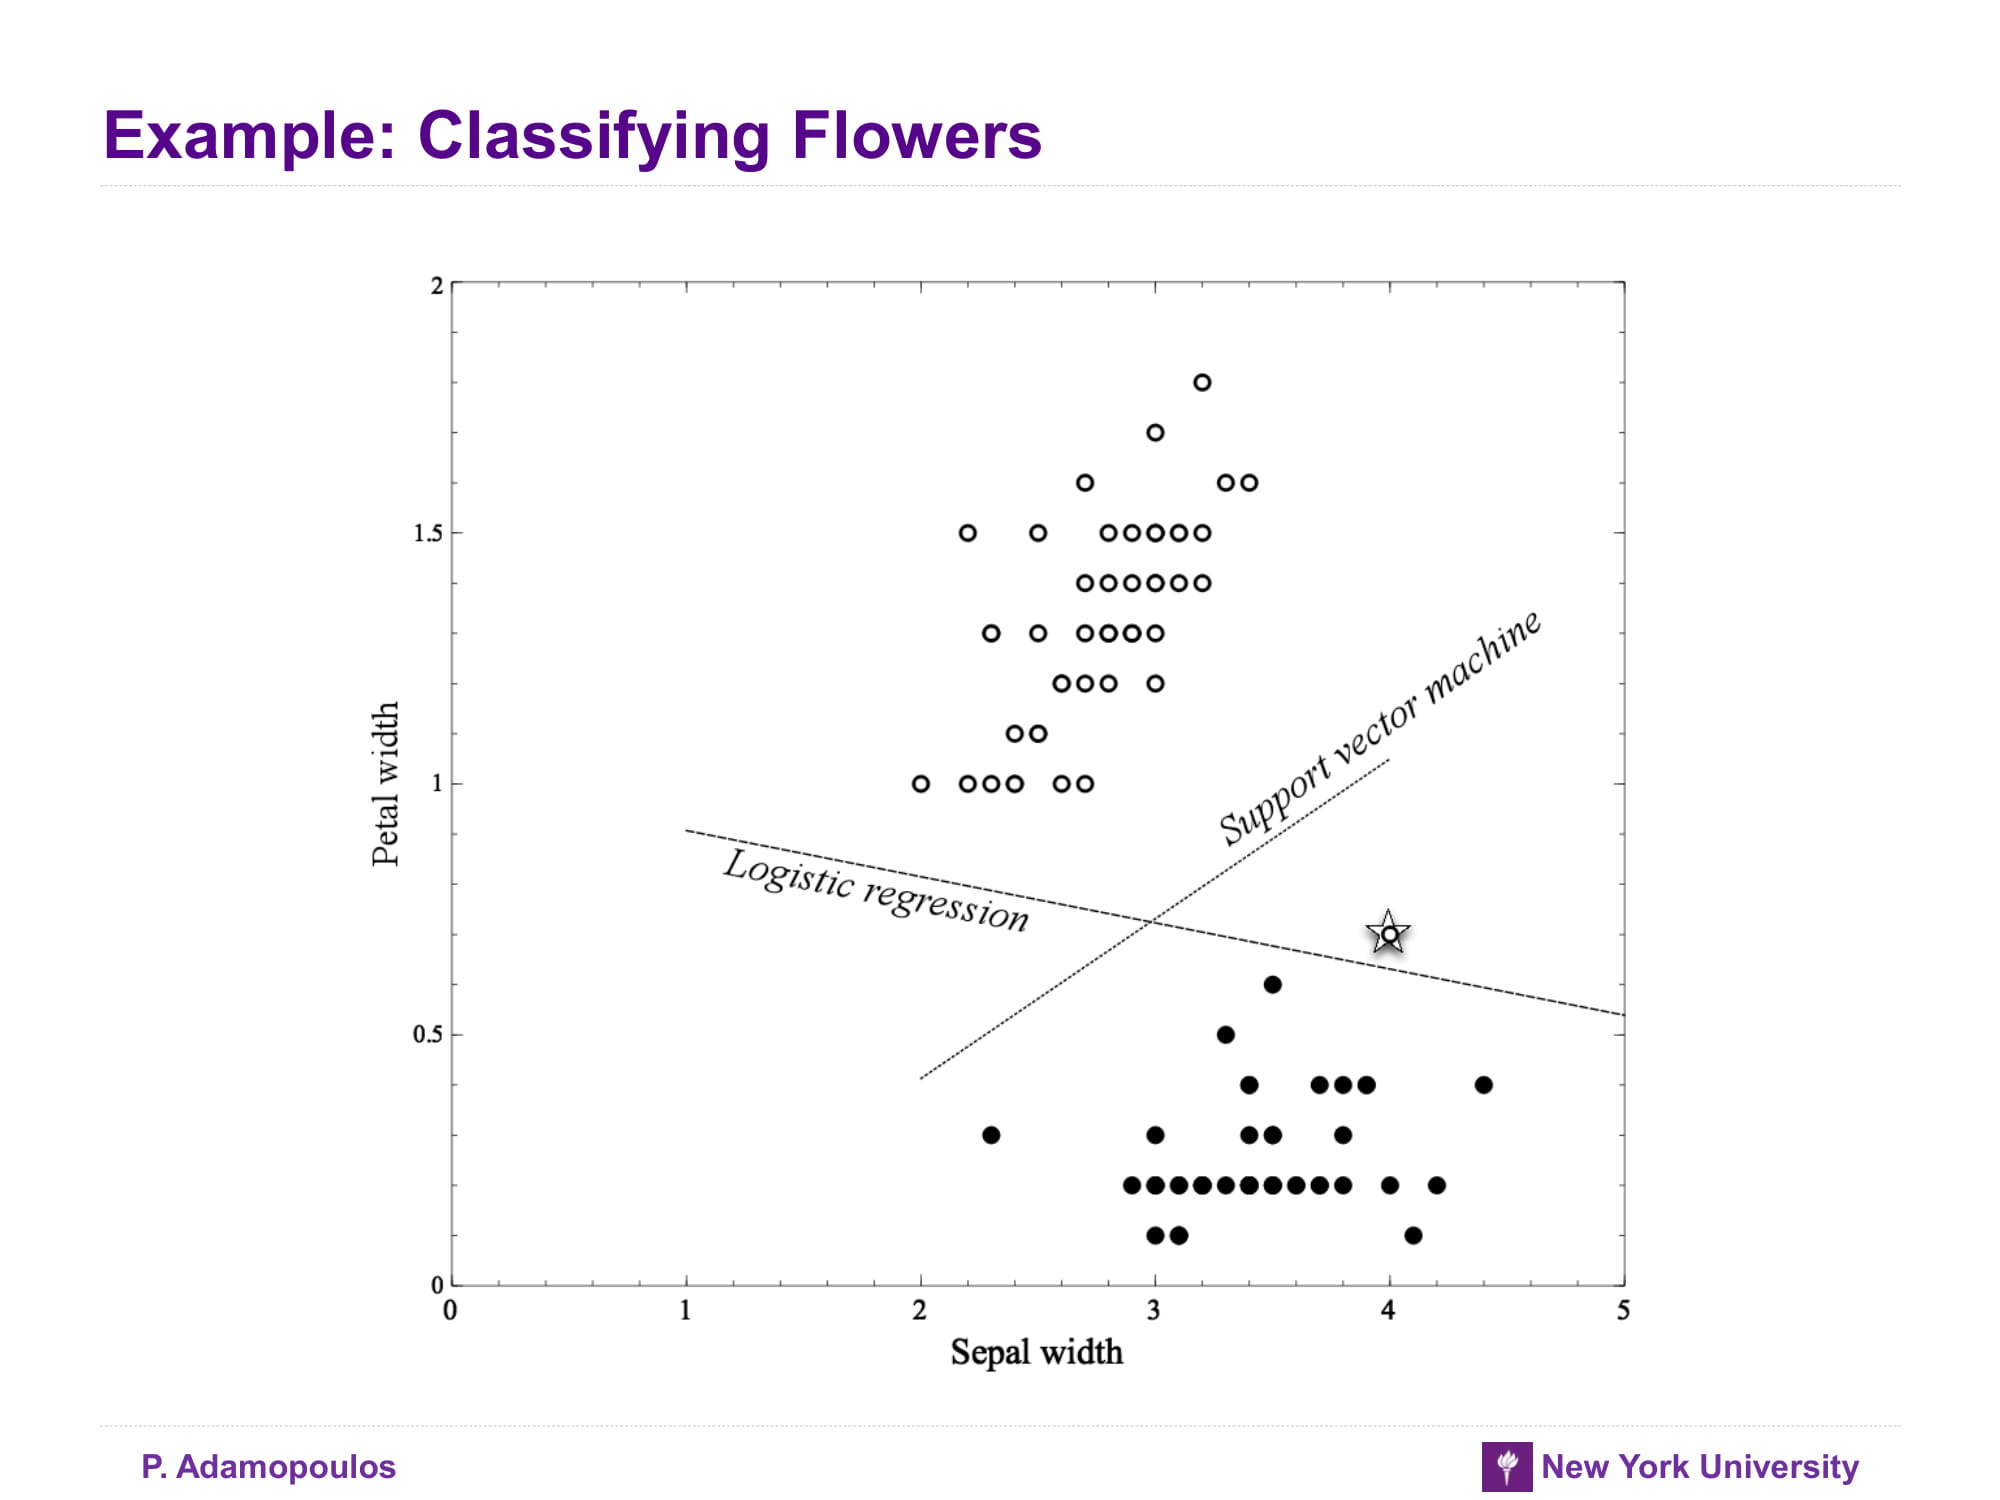 Example: Classifying Flowers
2
1.5
1
0.5
0
Petal width
Support vector machine
Logistic regression
0 1 2 3 4 5
Sepal width
P. Adamopoulos
New York University